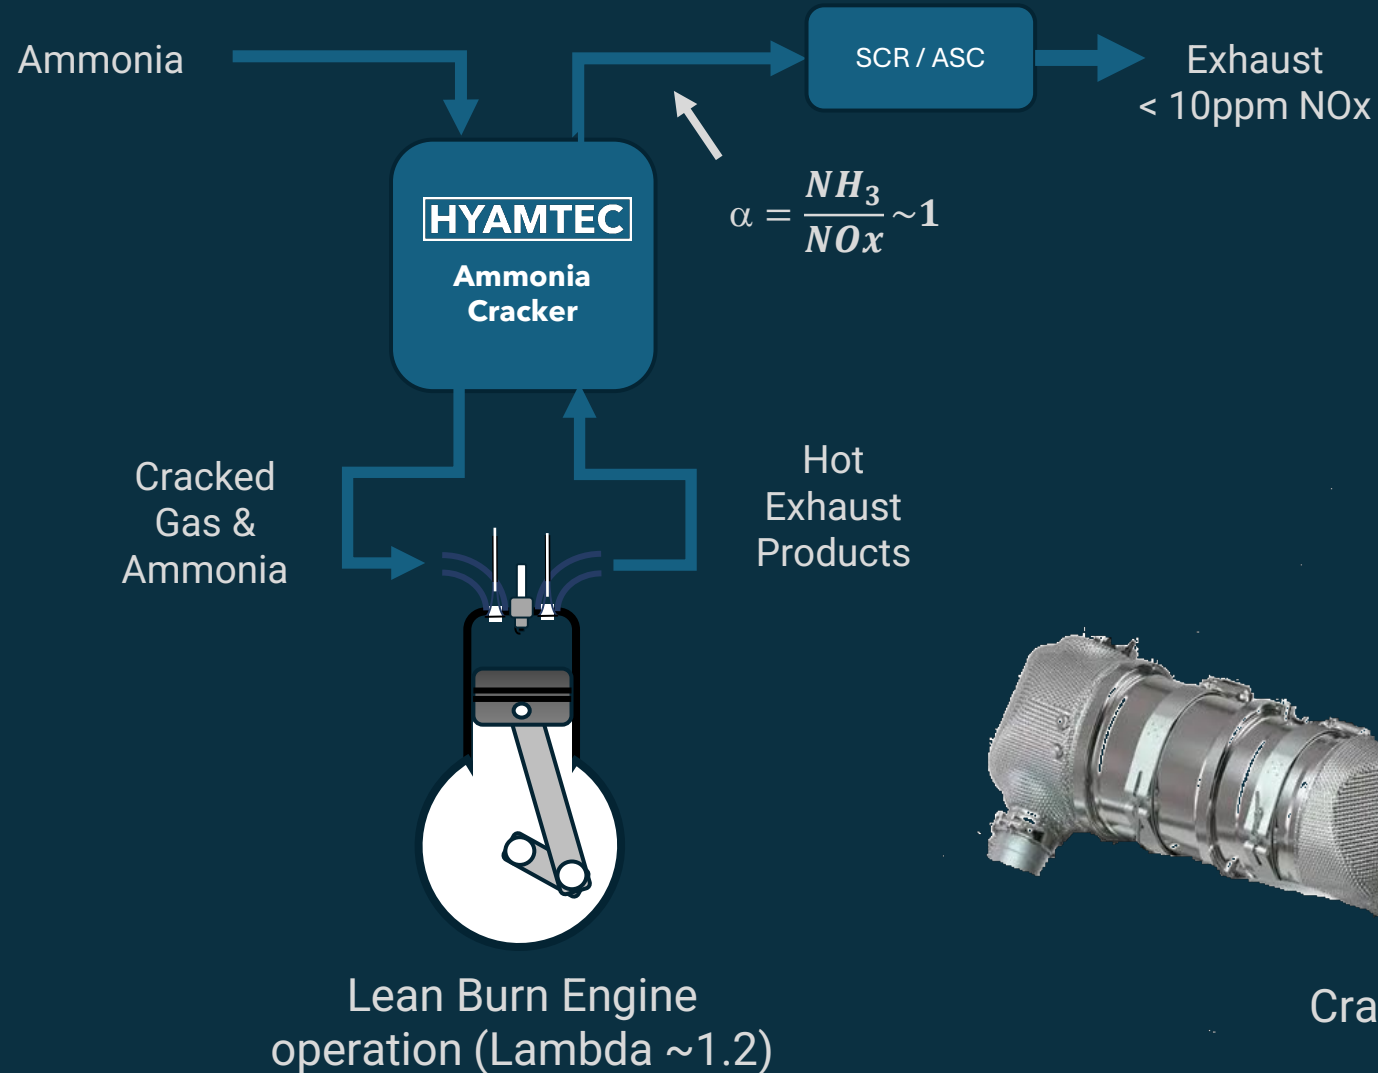 Ammonia
SCR / ASC
Exhaust
< 10ppm NOx
α = NH₃/NOx ~1
HYAMTEC
Ammonia
Cracker
Cracked
Gas &
Ammonia
Hot
Exhaust
Products
Lean Burn Engine
operation (Lambda ~1.2)
Cra